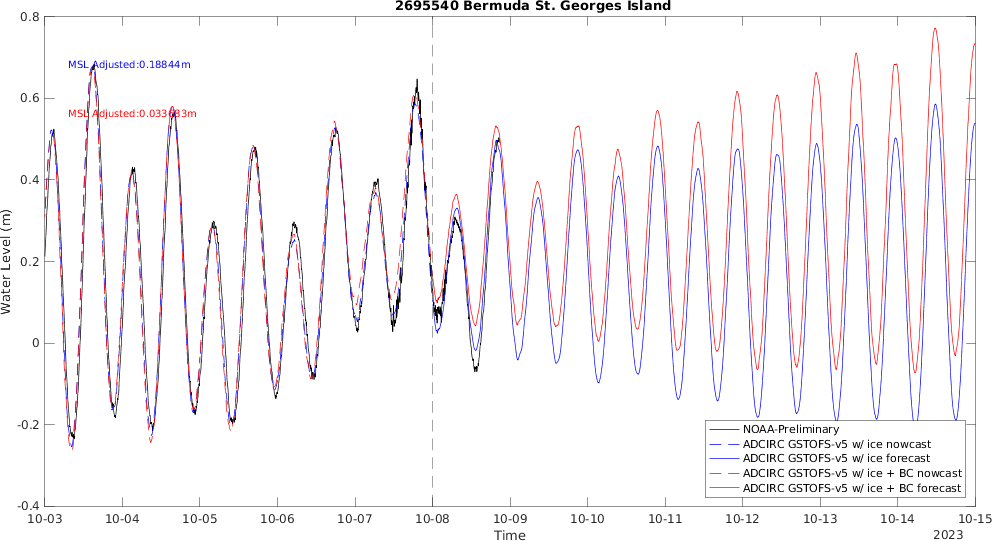 2695540 Bermuda St. Georges Island
0.8
0.6
0.4
0.2
0
-0.2
-0.4
Water Level (m)
MSL Adjusted:0.18844m
MSL
NOAA-Preliminary
ADCIRC GSTOFS-v5 w/ ice nowcast
ADCIRC GSTOFS-v5 w/ ice forecast
ADCIRC GSTOFS-v5 w/ ice + BC nowcast
ADCIRC GSTOFS-v5 w/ ice + BC forecast
10-03 10-04 10-05 10-06 10-07 10-08 10-09 10-10 10-11 10-12 10-13 10-14 10-15
Time
2023